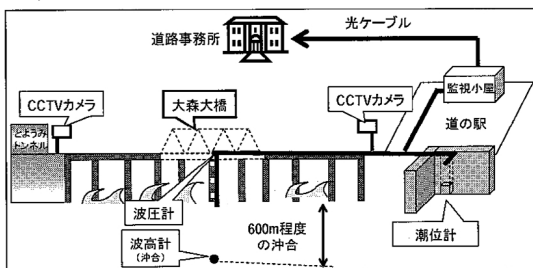 光ケーブル
道路事務所
監視小屋
CCTVカメラ
大森大橋
CCTVカメラ
道の駅
とようみ
トンネル
波圧計
600m程度
の沖合
潮位計
波高計
(沖合)